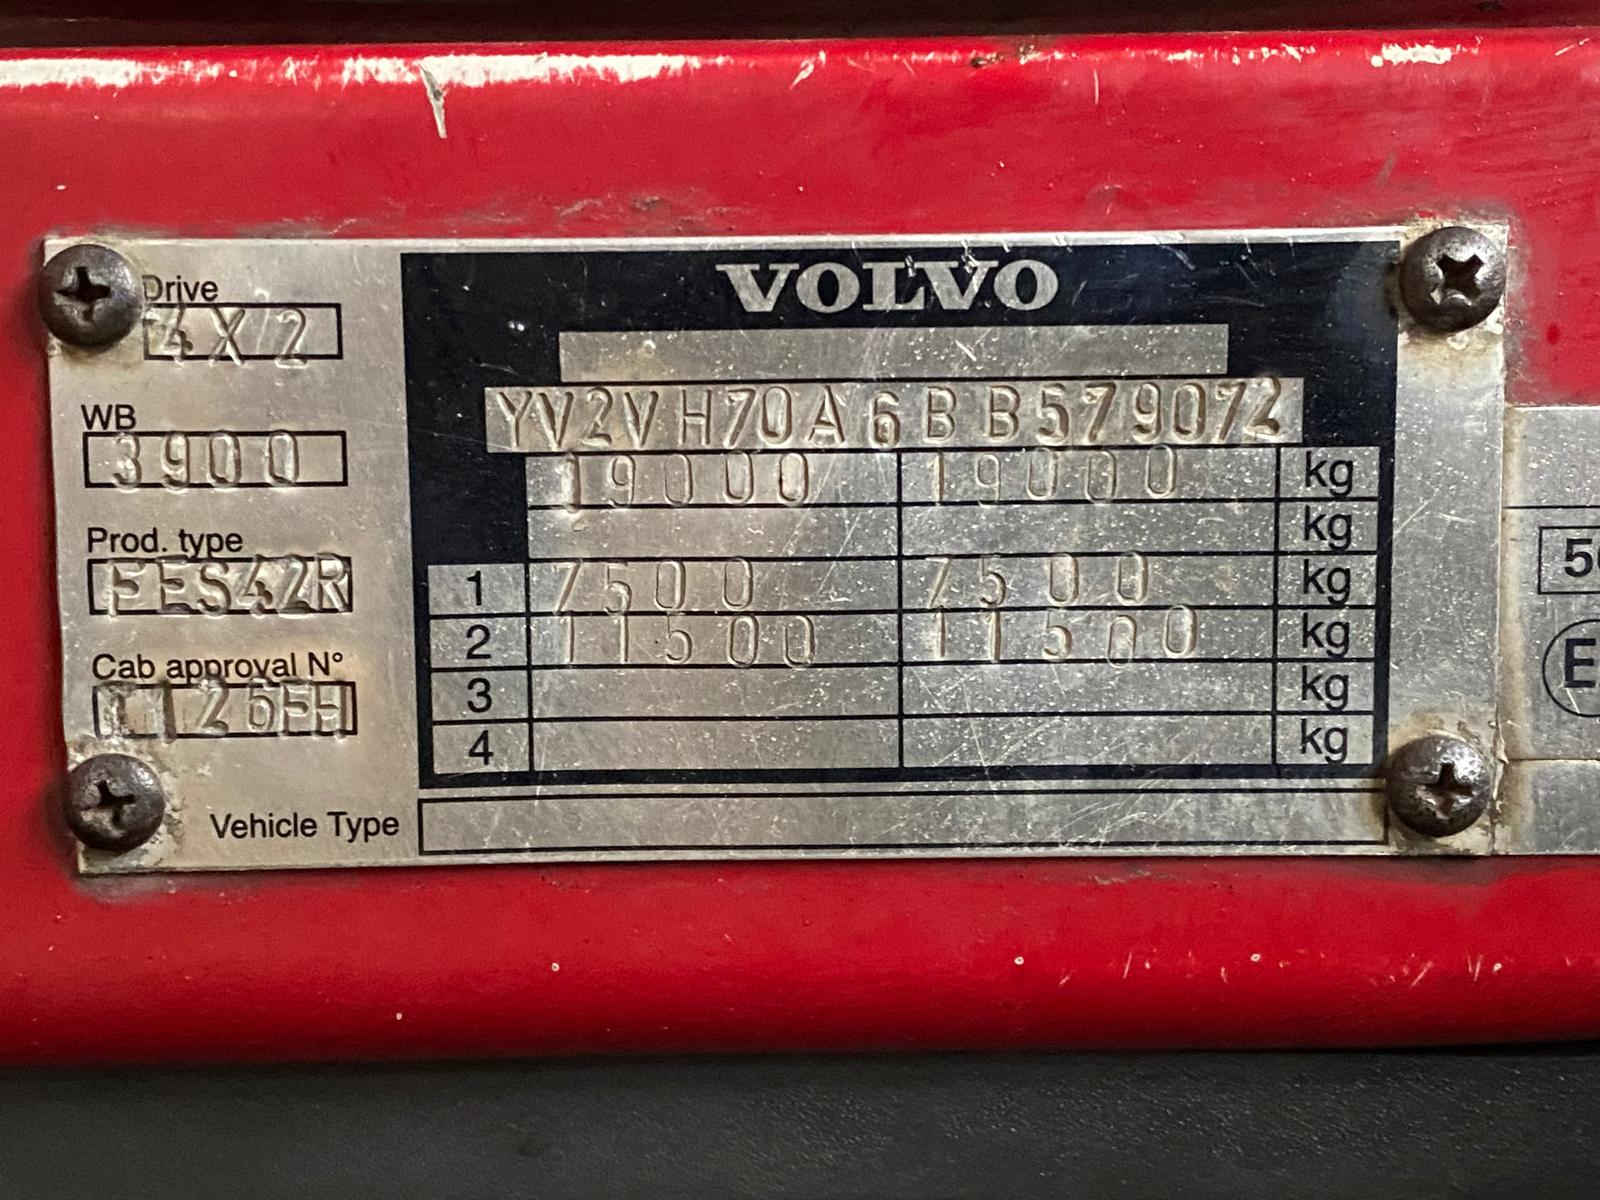 Drive
4X2
WB
3900
Prod. type
FES42R
Cab approval N°
VOLVO
YV2VH70A6BB579072
19000 19000 kg
kg
1 7500 7500 kg
2 11500 11500 kg
3 kg
4 kg
Vehicle Type
E